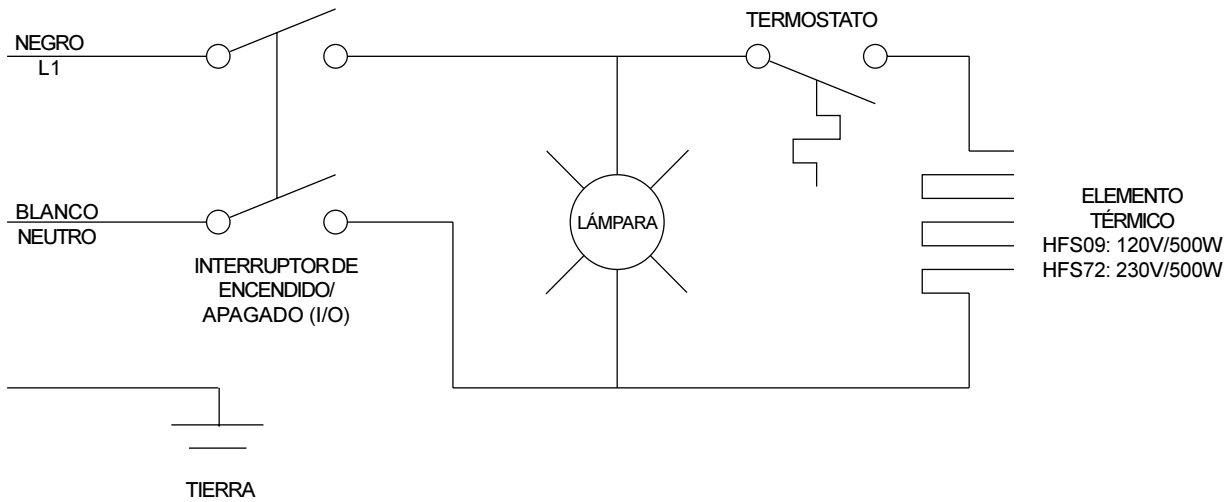 NEGRO
L1
TERMOSTATO
BLANCO
NEUTRO
INTERRUPTOR DE
ENCENDIDO/
APAGADO (I/O)
LÁMPARA
ELEMENTO
TÉRMICO
HFS09: 120V/500W
HFS72: 230V/500W
TIERRA